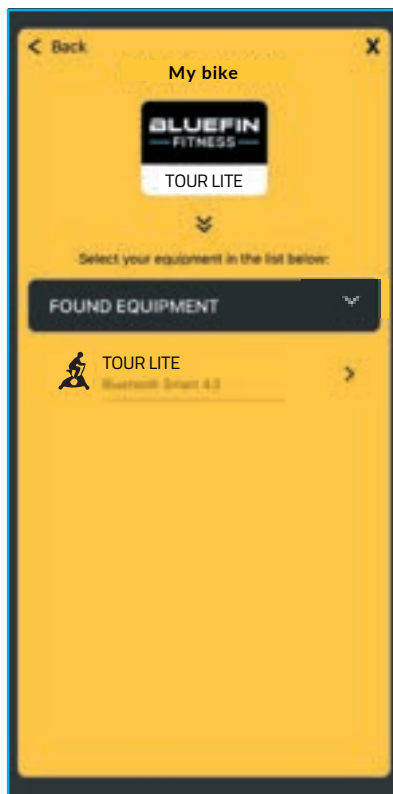 < Back X
My bike
BLUEFIN
FITNESS
TOUR LITE
Select your equipment in the list below:
FOUND EQUIPMENT
TOUR LITE
Bluetooth Smart 4.0